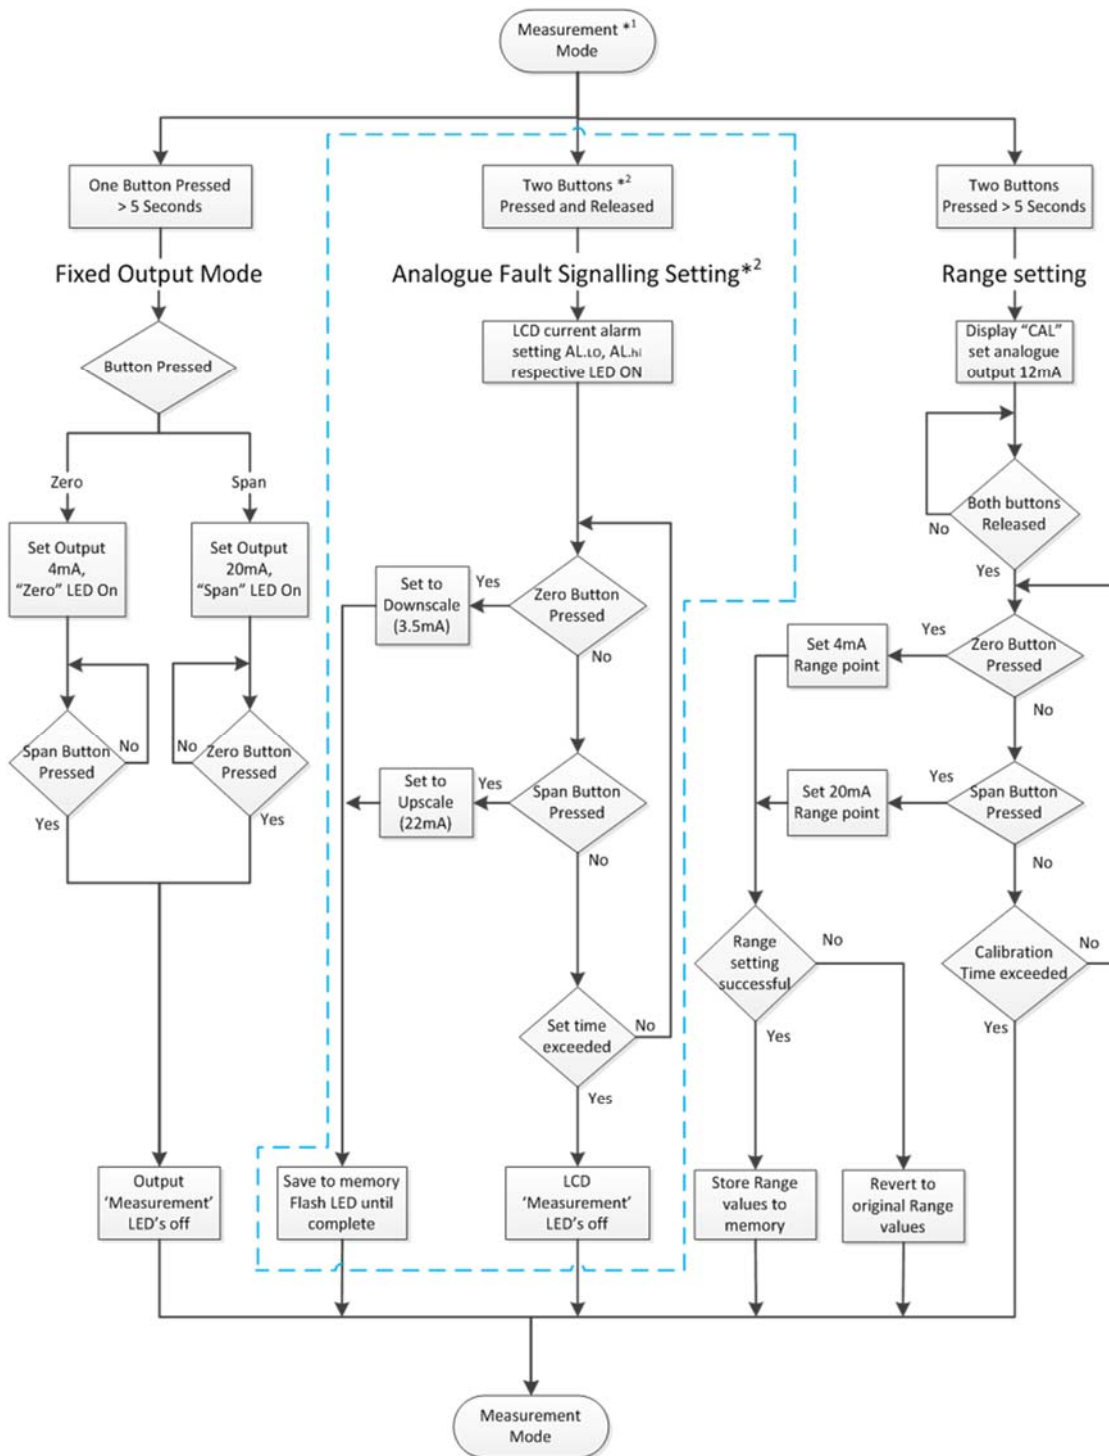 Measurement *1
Mode
One Button Pressed
> 5 Seconds
Two Buttons *2
Pressed and Released
Two Buttons
Pressed > 5 Seconds
Fixed Output Mode
Analogue Fault Signalling Setting*2
Range setting
Button Pressed
LCD current alarm
setting AL.LO, AL.hi
respective LED ON
Display "CAL"
set analogue
output 12mA
Zero
Span
Both buttons
Released
No
Yes
Set Output
4mA,
"Zero" LED On
Set Output
20mA,
"Span" LED On
Set to
Downscale
(3.5mA)
Yes
Zero Button
Pressed
No
Set 4mA
Range point
Yes
Zero Button
Pressed
No
Span Button
Pressed
No
Yes
No
Zero Button
Pressed
Yes
Set to
Upscale
(22mA)
Yes
Span Button
Pressed
No
Set 20mA
Range point
Yes
Span Button
Pressed
No
Range
setting
successful
No
Yes
Calibration
Time exceeded
No
Yes
Set time
exceeded
No
Yes
Output
'Measurement'
LED's off
Save to memory
Flash LED until
complete
LCD
'Measurement'
LED's off
Store Range
values to
memory
Revert to
original Range
values
Measurement
Mode